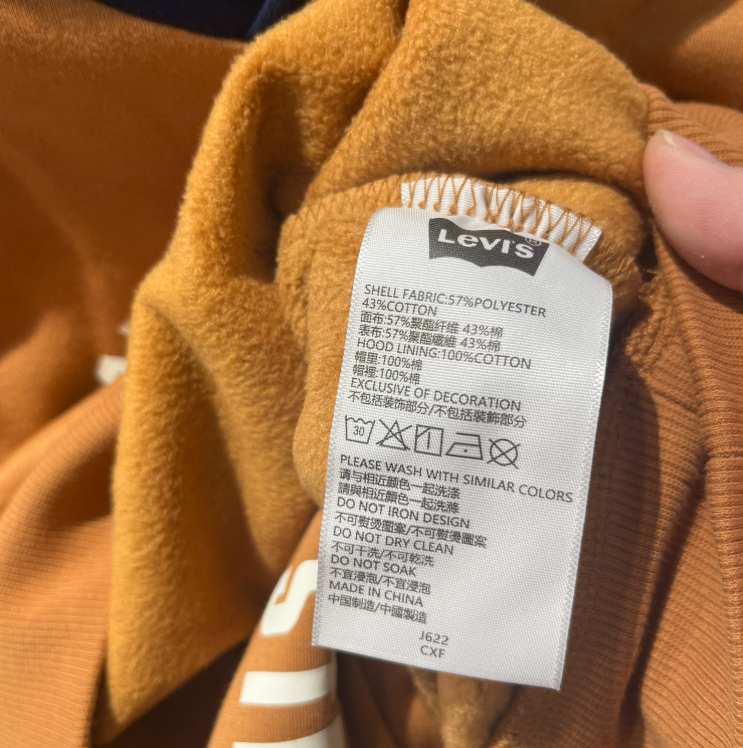 Levi's®
SHELL FABRIC:57%POLYESTER
43%COTTON
面布:57%聚酯纤维 43%棉
表布:57%聚酯纖維 43%棉
HOOD LINING:100%COTTON
帽里:100%棉
帽裡:100%棉
EXCLUSIVE OF DECORATION
不包括装饰部分/不包括裝飾部分
30
PLEASE WASH WITH SIMILAR COLORS
请与相近颜色一起洗涤
請與相近顏色一起洗滌
DO NOT IRON DESIGN
不可熨烫图案/不可熨燙圖案
DO NOT DRY CLEAN
不可干洗/不可乾洗
DO NOT SOAK
不宜浸泡/不宜浸泡
MADE IN CHINA
中国制造/中國製造
J622
CXF